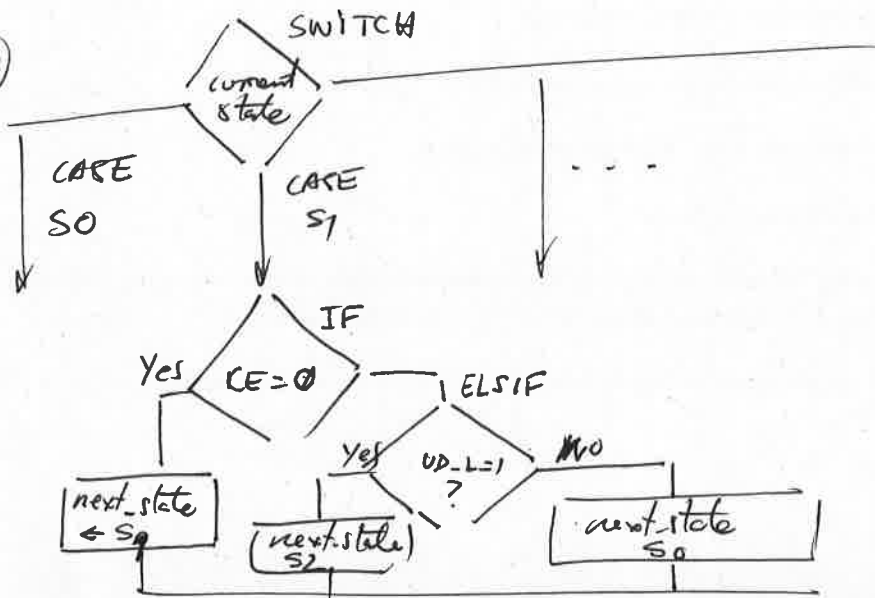 SWITCH
current
state
CASE
S0
CASE
S1
. . .
IF
Yes
CE=0
ELSIF
Yes
UD_L=1
?
NO
next_state
←
next_state
S2
next_state
S0